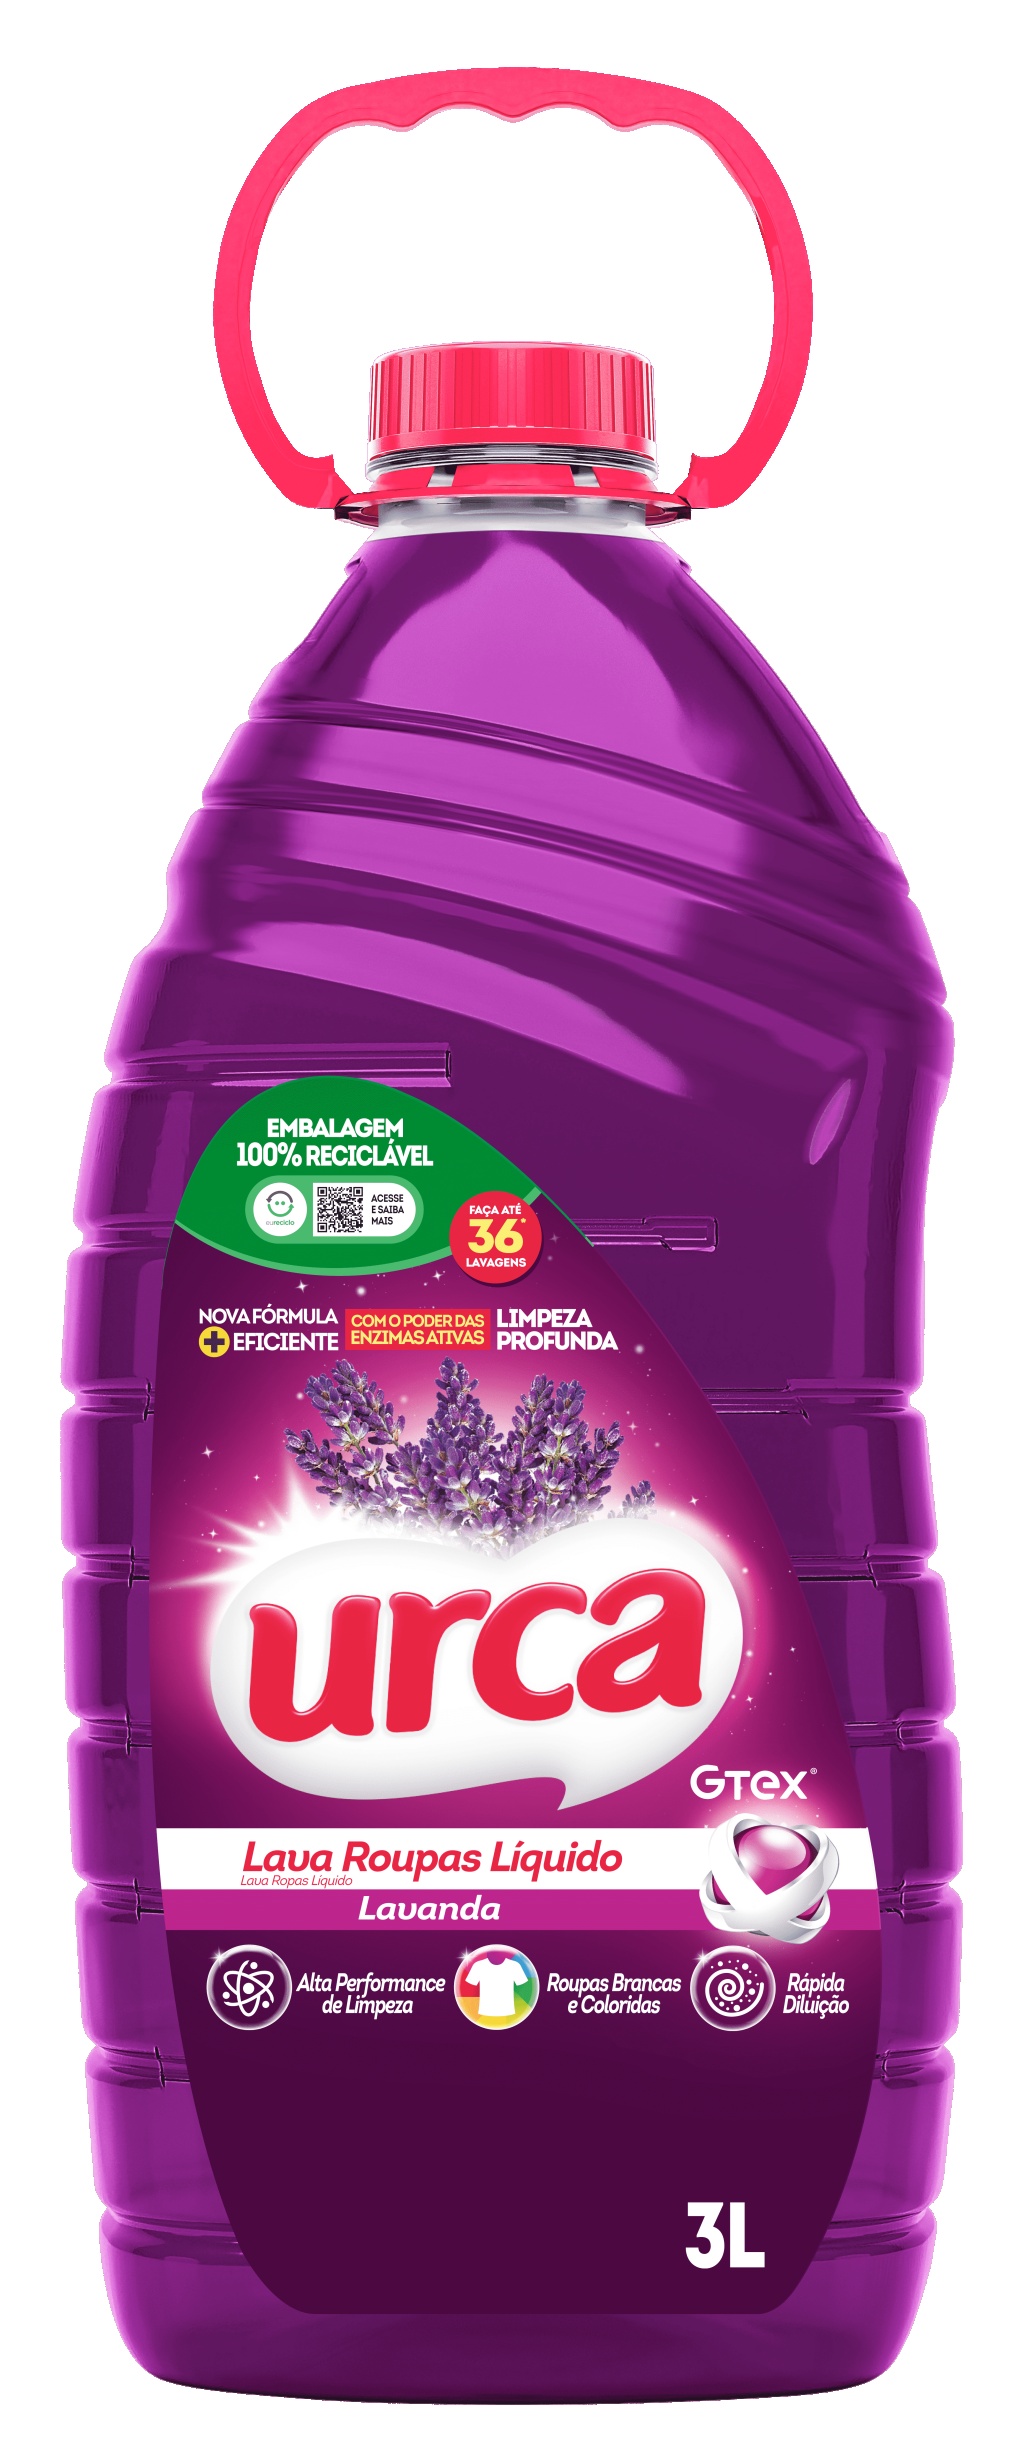 EMBALAGEM
100% RECICLÁVEL
eureciclo
ACESSE
E SAIBA
MAIS
FAÇA ATÉ
36*
LAVAGENS
NOVA FÓRMULA
+ EFICIENTE
COM O PODER DAS
ENZIMAS ATIVAS
LIMPEZA
PROFUNDA
urca
GTEX®
Lava Roupas Líquido
Lava Ropas Líquido
Lavanda
Alta Performance
de Limpeza
Roupas Brancas
e Coloridas
Rápida
Diluição
3L